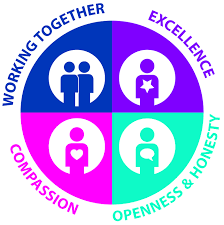 WORKING TOGETHER
EXCELLENCE
COMPASSION
OPENNESS & HONESTY